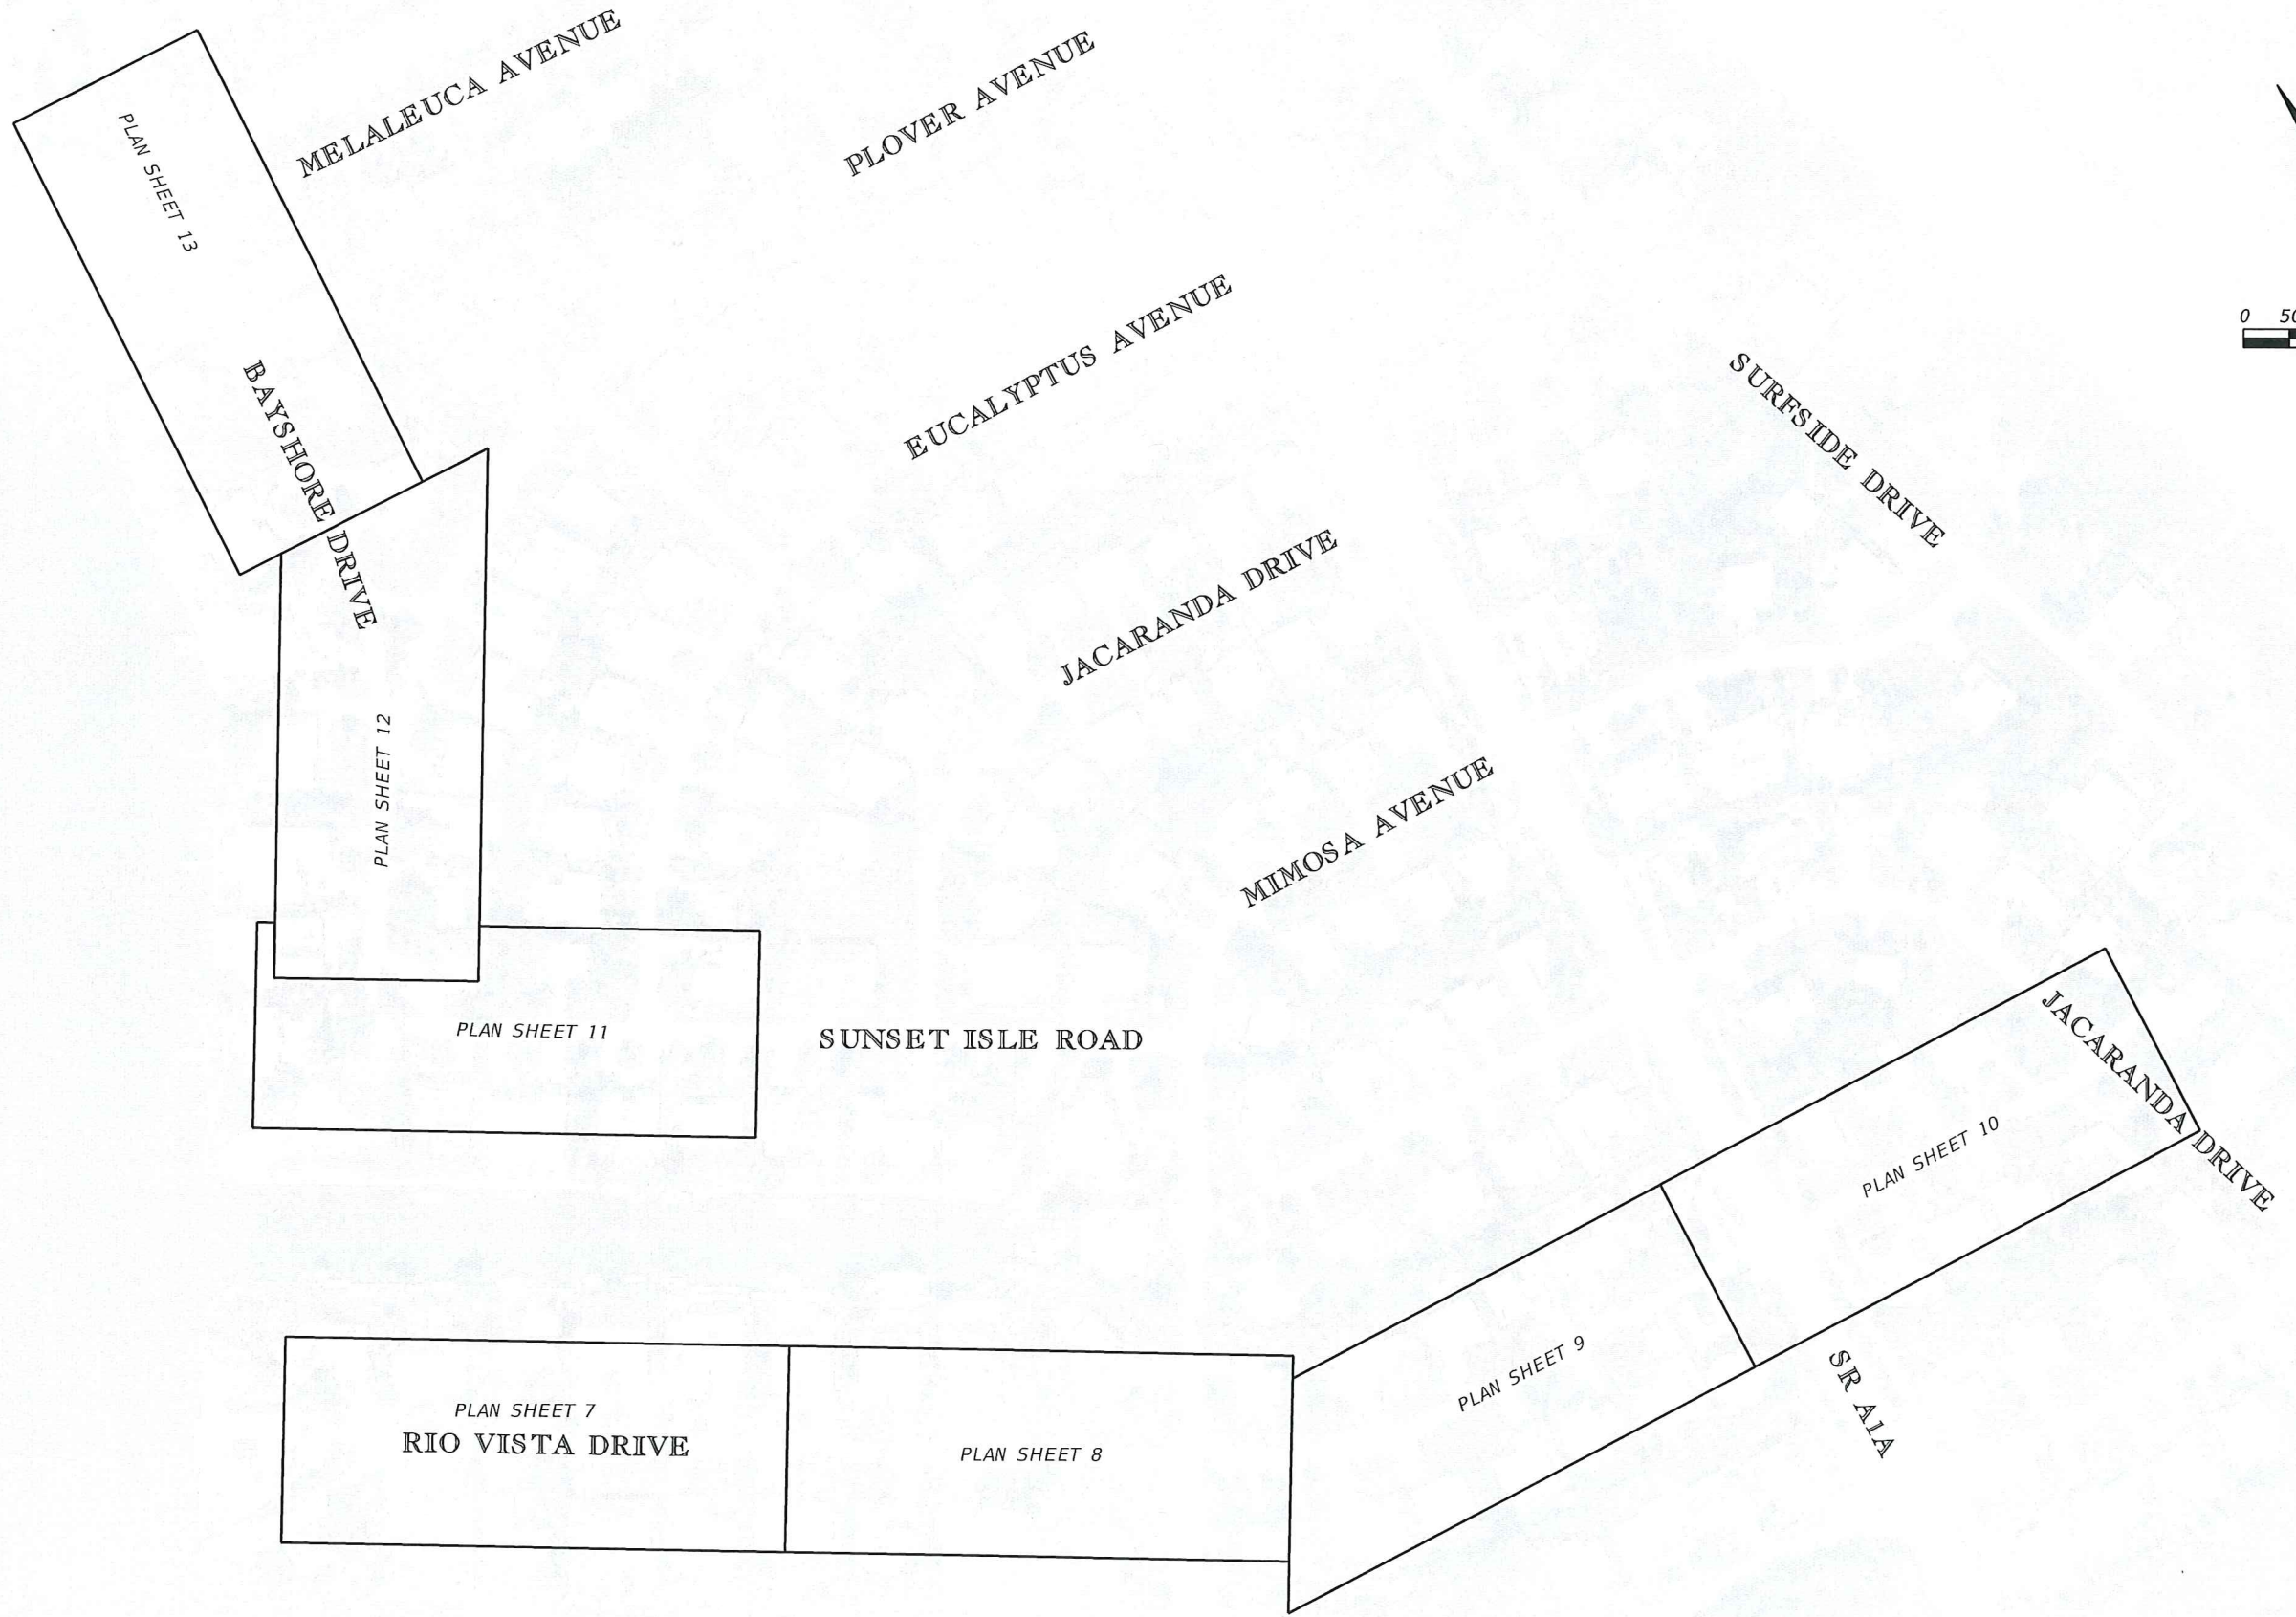 MELALEUCA AVENUE
PLOVER AVENUE
PLAN SHEET 13
EUCALYPTUS AVENUE
0 50
BAYSHORE DRIVE
SURFSIDE DRIVE
JACARANDA DRIVE
PLAN SHEET 12
MIMOSA AVENUE
PLAN SHEET 11
SUNSET ISLE ROAD
JACARANDA DRIVE
PLAN SHEET 10
PLAN SHEET 9
SR A1A
PLAN SHEET 7
RIO VISTA DRIVE
PLAN SHEET 8